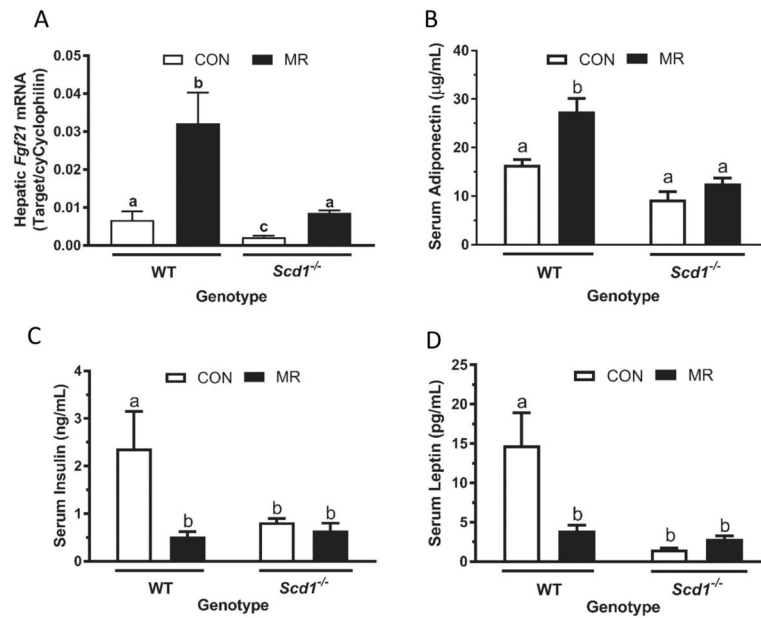 A
Hepatic Fgf21 mRNA
(Target/cyCyclophilin)
0.05
0.04
0.03
0.02
0.01
0.00
CON MR
a b c a
WT Scd1-/-
Genotype
B
Serum Adiponectin (µg/mL)
40
30
20
10
0
CON MR
a b a a
WT Scd1-/-
Genotype
C
Serum Insulin (ng/mL)
4
3
2
1
0
CON MR
a b b b
WT Scd1-/-
Genotype
D
Serum Leptin (pg/mL)
25
20
15
10
5
0
CON MR
a b b b
WT Scd1-/-
Genotype